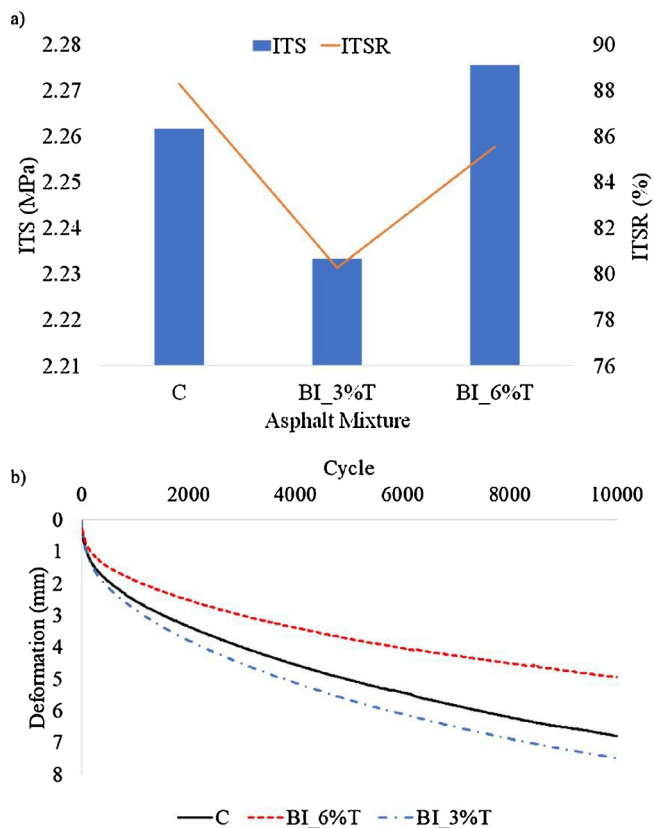 a)
ITS ITSR
2.28
2.27
2.26
2.25
2.24
2.23
2.22
2.21
ITS (MPa)
90
88
86
84
82
80
78
76
ITSR (%)
C BI_3%T BI_6%T
Asphalt Mixture
b)
Cycle
0 2000 4000 6000 8000 10000
0
1
2
3
4
5
6
7
8
Deformation (mm)
C BI_6%T BI_3%T